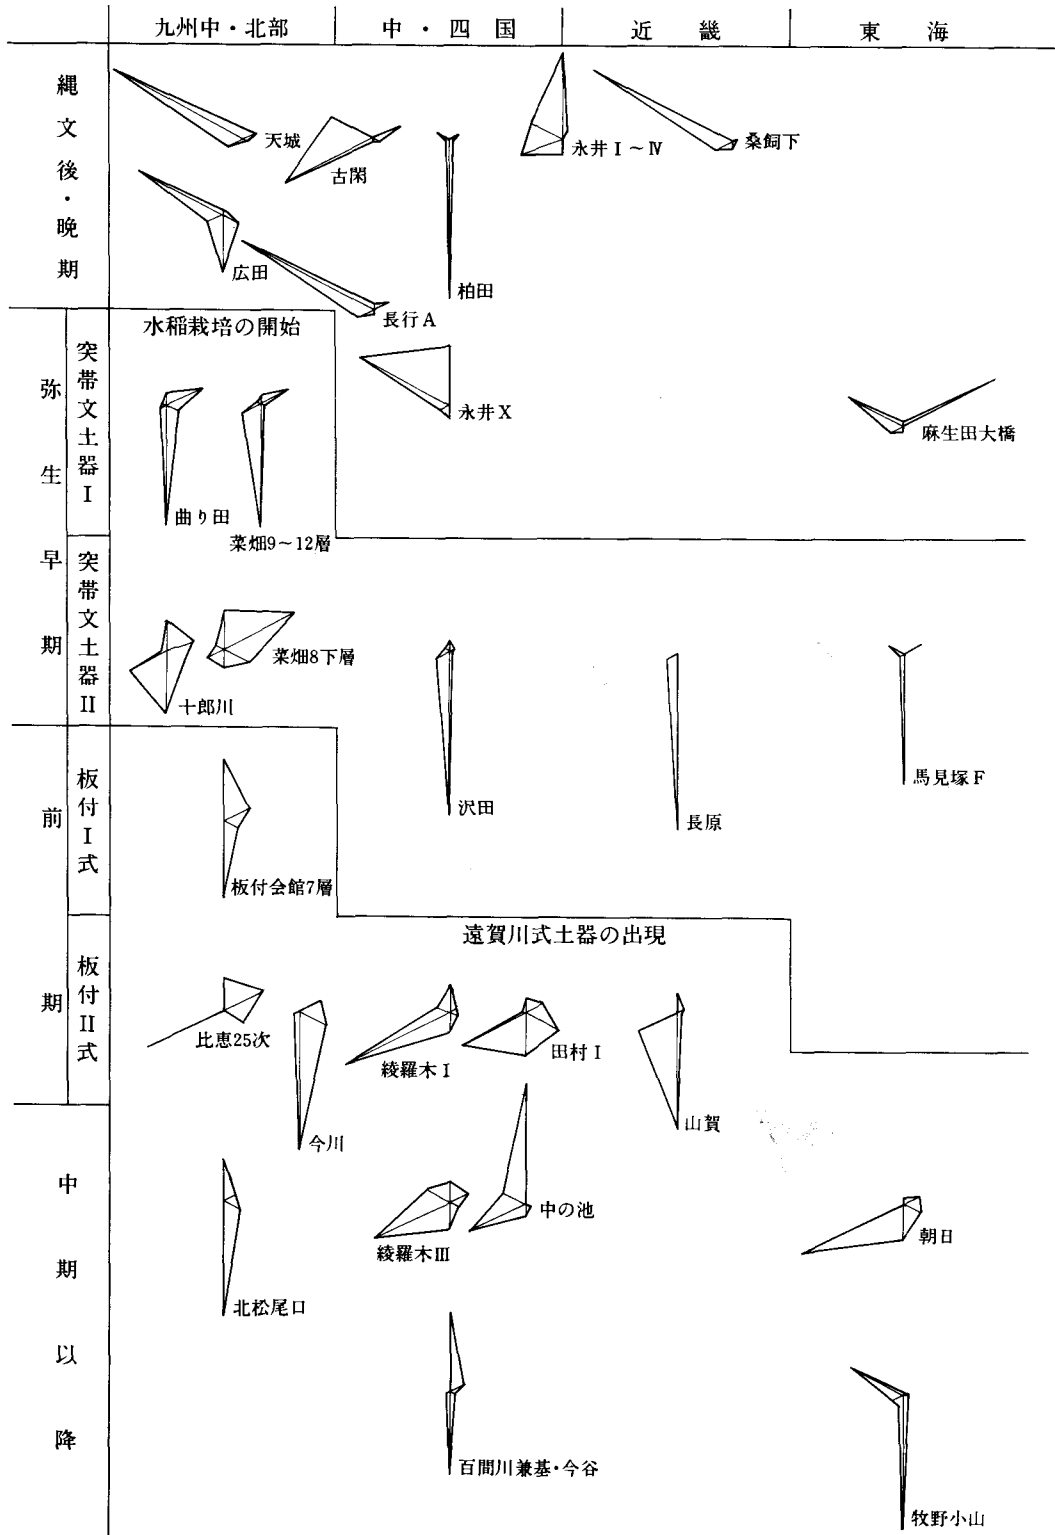 九州中・北部
中・四国
近畿
東海
縄文後・晩期
天城
古閑
永井Ⅰ～Ⅳ
桑飼下
広田
長行A
柏田
弥生早期
突帯文土器Ⅰ
水稲栽培の開始
曲り田
菜畑9～12層
永井X
麻生田大橋
突帯文土器Ⅱ
十郎川
菜畑8下層
沢田
長原
馬見塚F
前期
板付Ⅰ式
板付会館7層
板付Ⅱ式
遠賀川式土器の出現
比恵25次
今川
綾羅木Ⅰ
田村Ⅰ
山賀
中期以降
北松尾口
綾羅木Ⅲ
中の池
朝日
百間川兼基・今谷
牧野小山